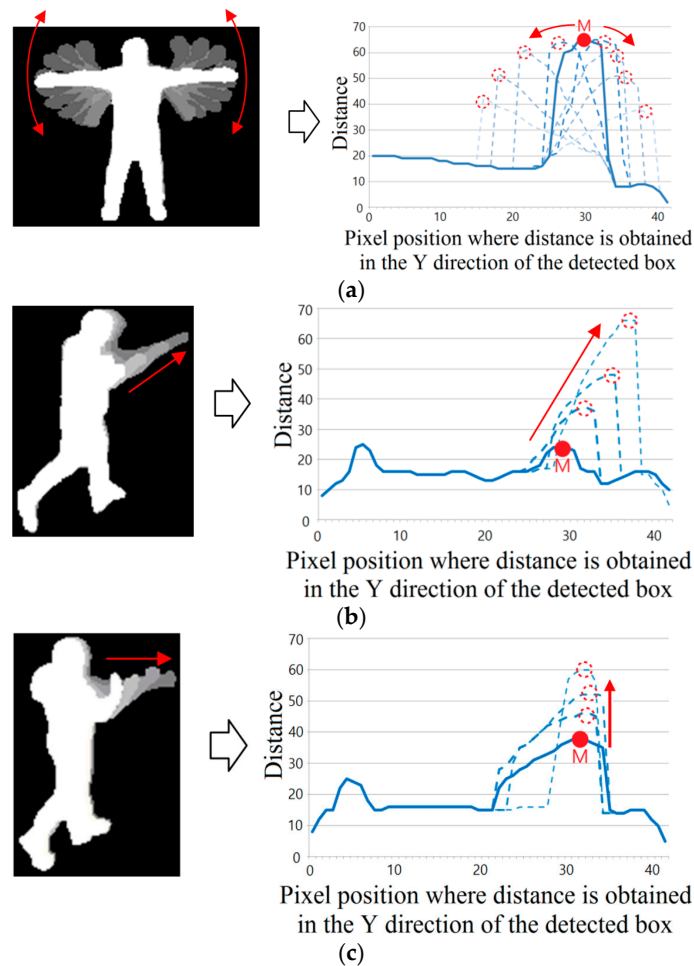 M
70
60
50
40
30
20
10
Distance
0 10 20 30 40
Pixel position where distance is obtained
in the Y direction of the detected box
(a)
70
60
50
40
30
20
10
0
Distance
M
0 10 20 30 40
Pixel position where distance is obtained
in the Y direction of the detected box
(b)
70
60
50
40
30
20
10
0
Distance
M
0 10 20 30 40
Pixel position where distance is obtained
in the Y direction of the detected box
(c)